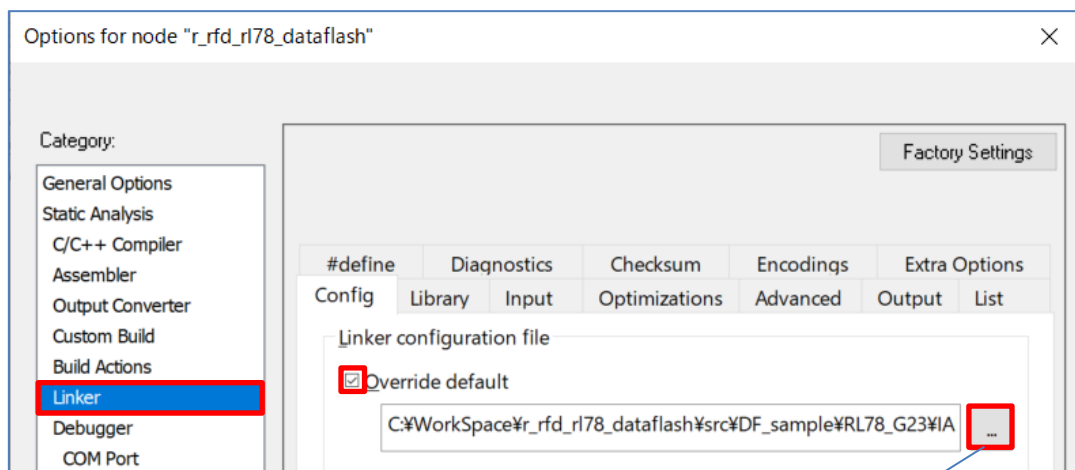 Options for node "r_rfd_rl78_dataflash"
Category:
Factory Settings
General Options
Static Analysis
C/C++ Compiler
Assembler
Output Converter
Custom Build
Build Actions
Linker
Debugger
COM Port
#define Diagnostics Checksum Encodings Extra Options
Config Library Input Optimizations Advanced Output List
Linker configuration file
Override default
C:¥WorkSpace¥r_rfd_rl78_dataflash¥src¥DF_sample¥RL78_G23¥IA
...